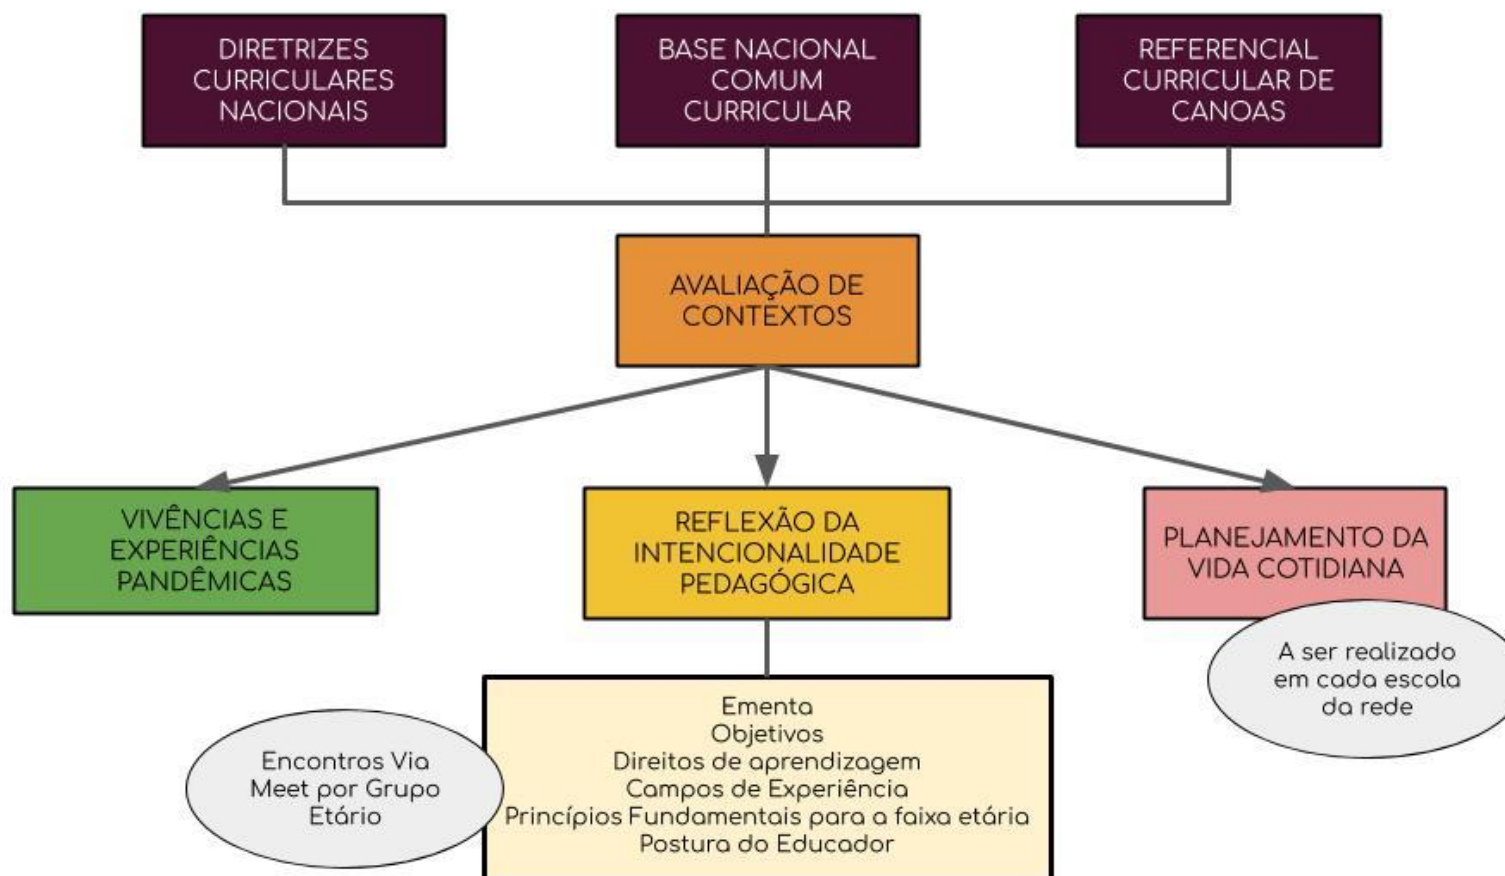 DIRETRIZES
CURRICULARES
NACIONAIS
BASE NACIONAL
COMUM
CURRICULAR
REFERENCIAL
CURRICULAR DE
CANOAS
AVALIAÇÃO DE
CONTEXTOS
VIVÊNCIAS E
EXPERIÊNCIAS
PANDÊMICAS
REFLEXÃO DA
INTENCIONALIDADE
PEDAGÓGICA
PLANEJAMENTO DA
VIDA COTIDIANA
A ser realizado
em cada escola
da rede
Encontros Via
Meet por Grupo
Etário
Ementa
Objetivos
Direitos de aprendizagem
Campos de Experiência
Princípios Fundamentais para a faixa etária
Postura do Educador